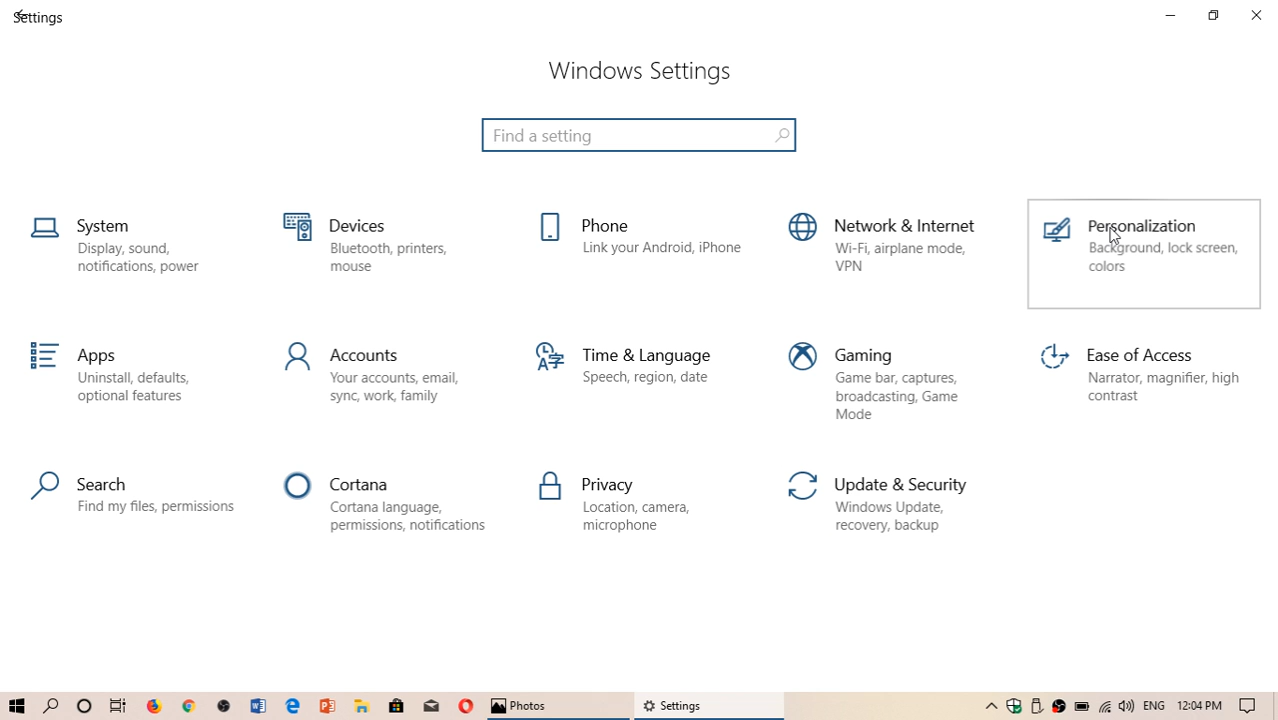 Settings
Windows Settings
Find a setting
System
Display, sound,
notifications, power
Devices
Bluetooth, printers,
mouse
Phone
Link your Android, iPhone
Network & Internet
Wi-Fi, airplane mode,
VPN
Personalization
Background, lock screen,
colors
Apps
Uninstall, defaults,
optional features
Accounts
Your accounts, email,
sync, work, family
Time & Language
Speech, region, date
Gaming
Game bar, captures,
broadcasting, Game
Mode
Ease of Access
Narrator, magnifier, high
contrast
Search
Find my files, permissions
Cortana
Cortana language,
permissions, notifications
Privacy
Location, camera,
microphone
Update & Security
Windows Update,
recovery, backup
Photos
Settings
ENG
12:04 PM